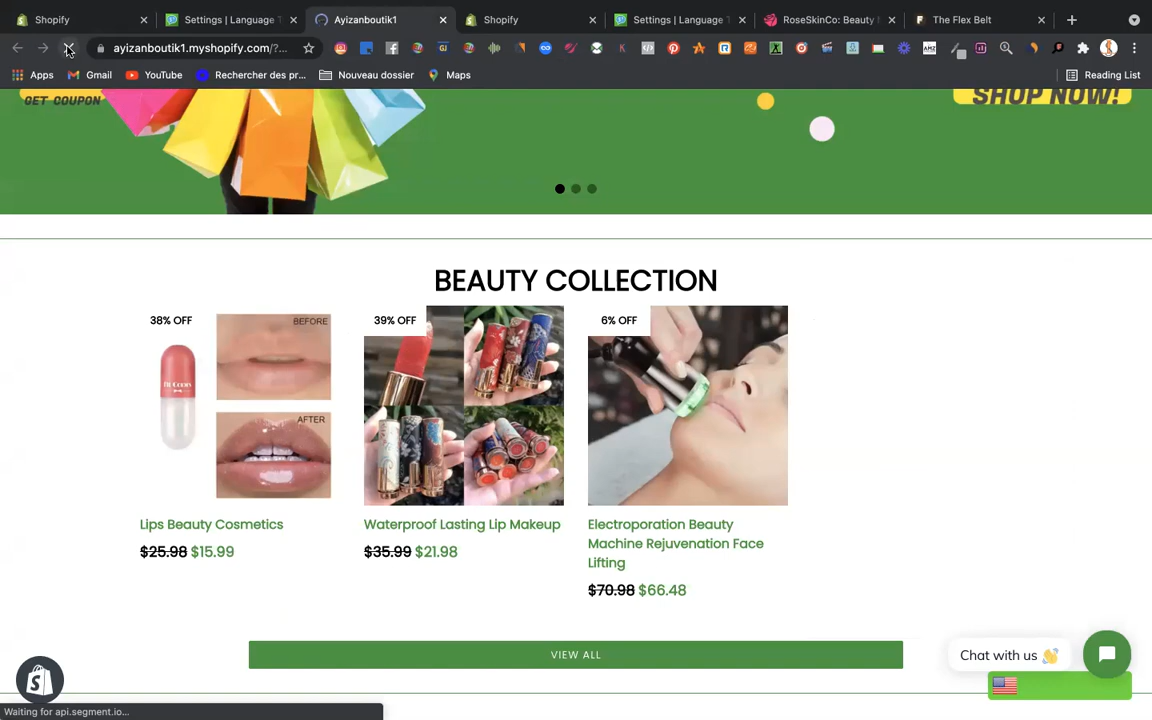 Shopify
Settings | Language T
Ayizanboutik1
Shopify
Settings | Language T
RoseSkinCo: Beauty M
The Flex Belt
ayizanboutik1.myshopify.com/?...
Apps
Gmail
YouTube
Rechercher des pr...
Nouveau dossier
Maps
Reading List
GET COUPON
SHOP NOW!
BEAUTY COLLECTION
38% OFF
BEFORE
AFTER
39% OFF
6% OFF
Lips Beauty Cosmetics
$25.98 $15.99
Waterproof Lasting Lip Makeup
$35.99 $21.98
Electroporation Beauty
Machine Rejuvenation Face
Lifting
$70.98 $66.48
VIEW ALL
Chat with us 👋
Waiting for api.segment.io...